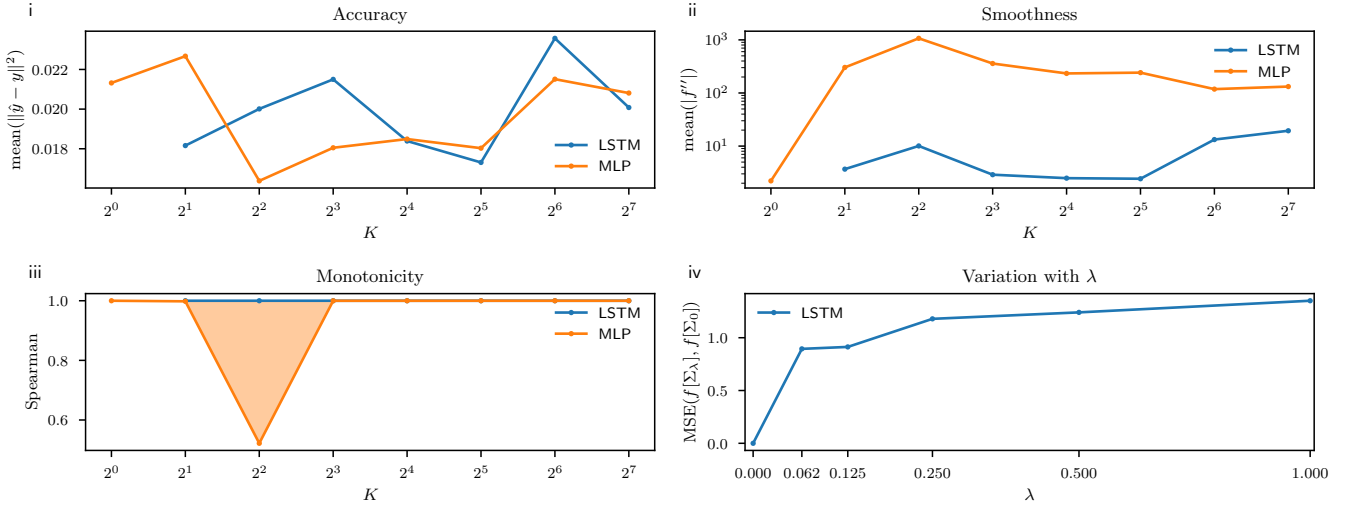 i
Accuracy
mean(||ŷ − y||²)
0.022
0.020
0.018
LSTM
MLP
2⁰ 2¹ 2² 2³ 2⁴ 2⁵ 2⁶ 2⁷
K
ii
Smoothness
mean(|f′′|)
10³
10²
10¹
LSTM
MLP
2⁰ 2¹ 2² 2³ 2⁴ 2⁵ 2⁶ 2⁷
K
iii
Monotonicity
Spearman
1.0
0.8
0.6
LSTM
MLP
2⁰ 2¹ 2² 2³ 2⁴ 2⁵ 2⁶ 2⁷
K
iv
Variation with λ
MSE(f[Σλ], f[Σ₀])
1.0
0.5
0.0
LSTM
0.000 0.062 0.125 0.250 0.500 1.000
λ